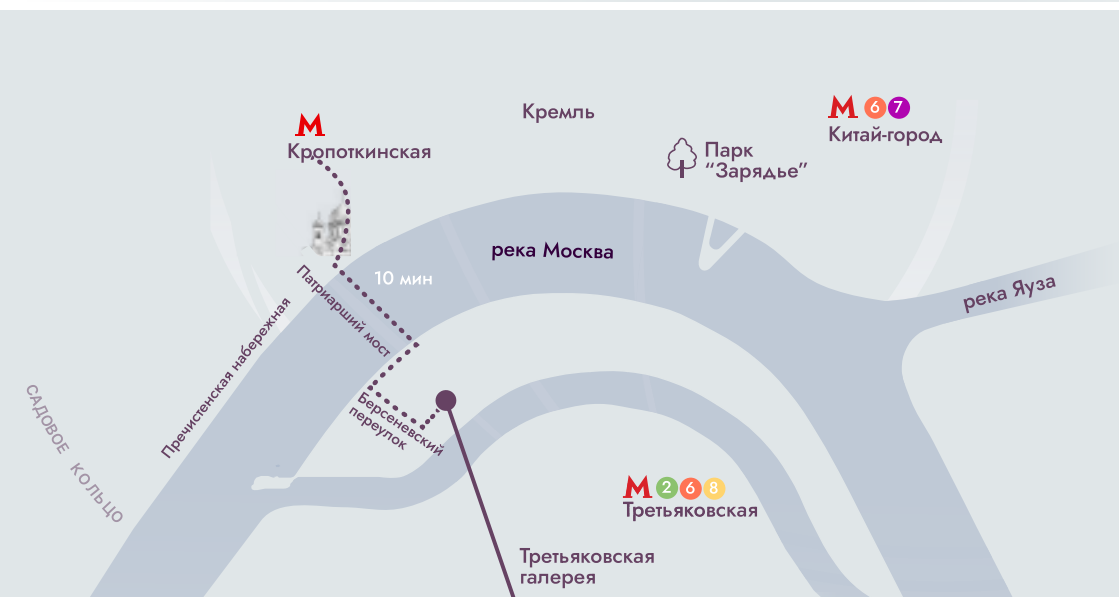 Кремль
М 6 7
Китай-город
М
Кропоткинская
Парк
“Зарядье”
река Москва
10 мин
Патриарший мост
река Яуза
Пречистенская набережная
САДОВОЕ КОЛЬЦО
Берсеневский
переулок
М 2 6 8
Третьяковская
Третьяковская
галерея